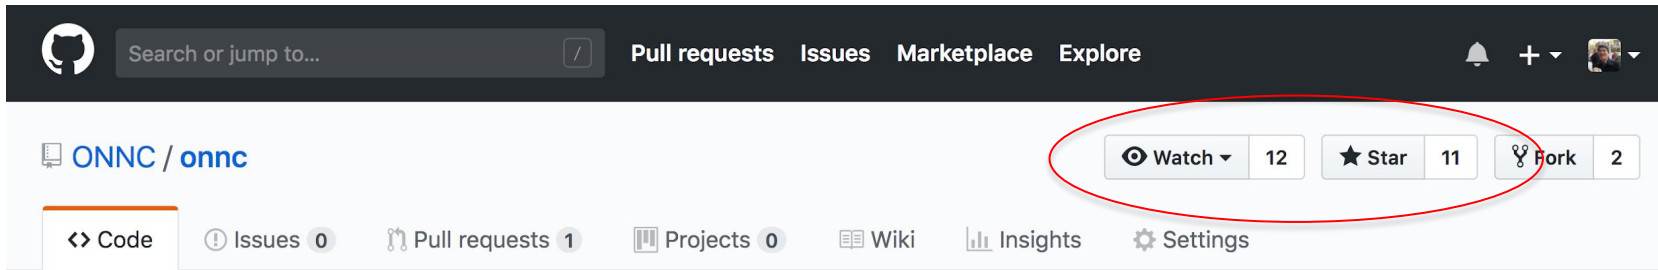 Search or jump to... / Pull requests Issues Marketplace Explore
ONNC / onnc Watch 12 Star 11 Fork 2
<> Code Issues 0 Pull requests 1 Projects 0 Wiki Insights Settings